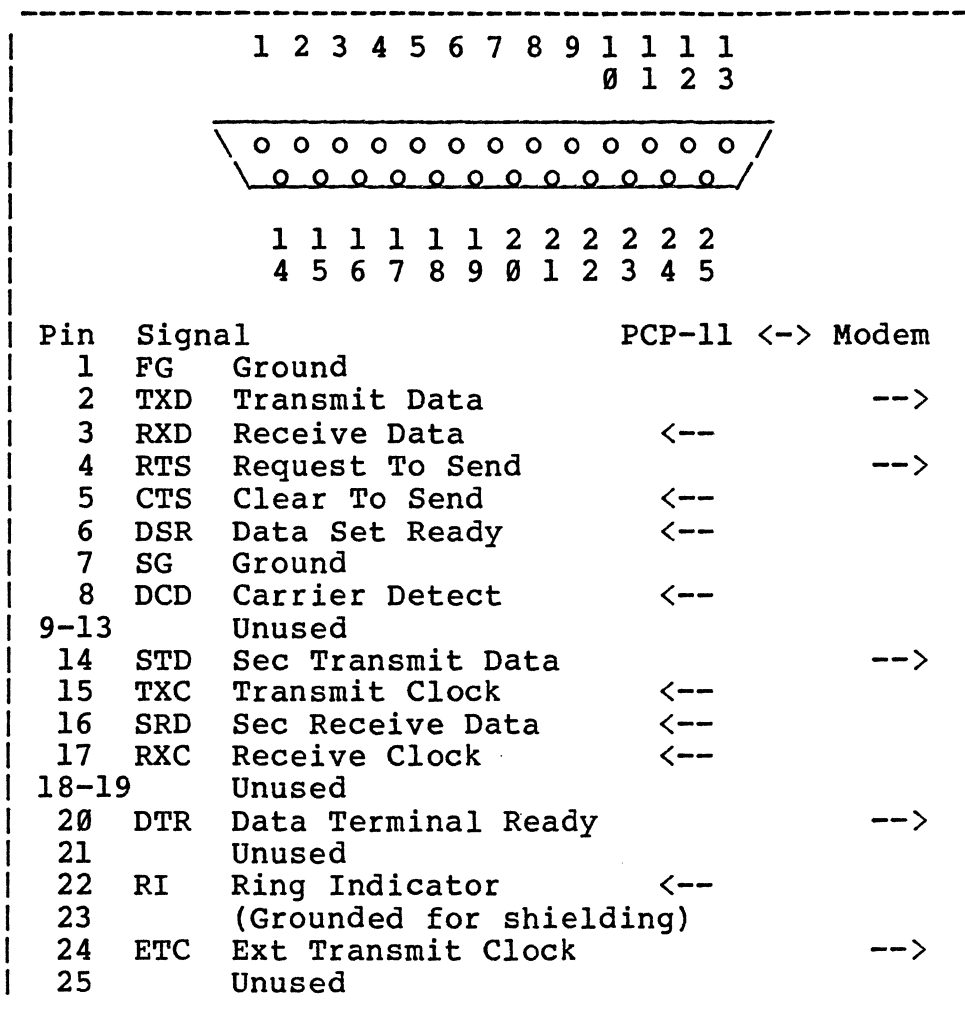 1 2 3 4 5 6 7 8 9 1 1 1 1
0 1 2 3
1 1 1 1 1 1 2 2 2 2 2 2
4 5 6 7 8 9 0 1 2 3 4 5
Pin Signal PCP-11 <-> Modem
1 FG Ground
2 TXD Transmit Data -->
3 RXD Receive Data <--
4 RTS Request To Send -->
5 CTS Clear To Send <--
6 DSR Data Set Ready <--
7 SG Ground
8 DCD Carrier Detect <--
9-13 Unused
14 STD Sec Transmit Data -->
15 TXC Transmit Clock <--
16 SRD Sec Receive Data <--
17 RXC Receive Clock <--
18-19 Unused
20 DTR Data Terminal Ready -->
21 Unused
22 RI Ring Indicator <--
23 (Grounded for shielding)
24 ETC Ext Transmit Clock -->
25 Unused